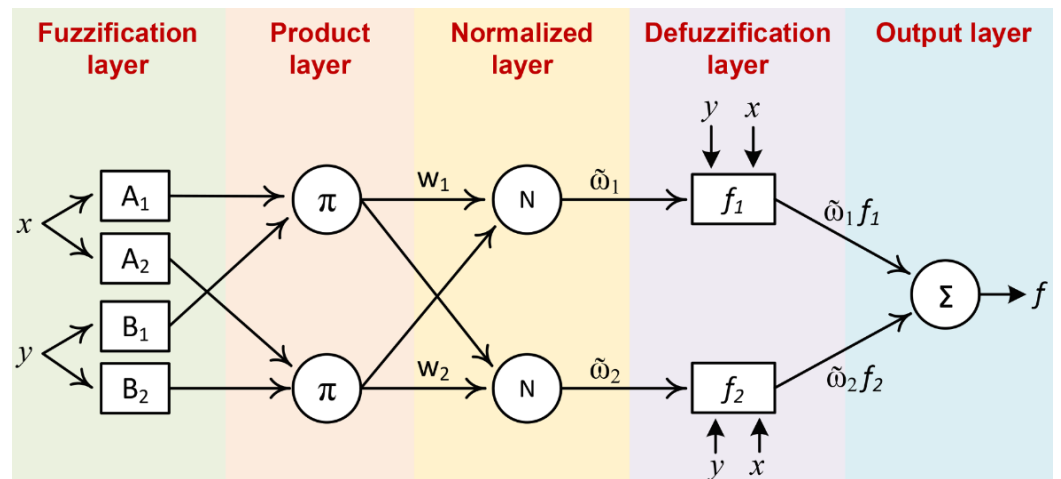 Fuzzification layer
Product layer
Normalized layer
Defuzzification layer
Output layer
y x
x
A₁
w₁
π
N
ω̃₁
f₁
ω̃₁f₁
A₂
Σ
f
B₁
y
B₂
π
w₂
N
ω̃₂
f₂
ω̃₂f₂
y x